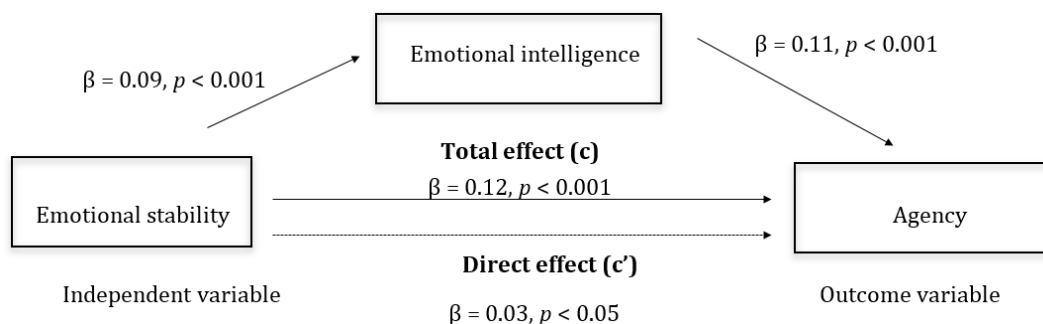 Emotional intelligence
β = 0.11, p < 0.001
β = 0.09, p < 0.001
Total effect (c)
β = 0.12, p < 0.001
Emotional stability
Agency
Direct effect (c’)
Independent variable
Outcome variable
β = 0.03, p < 0.05